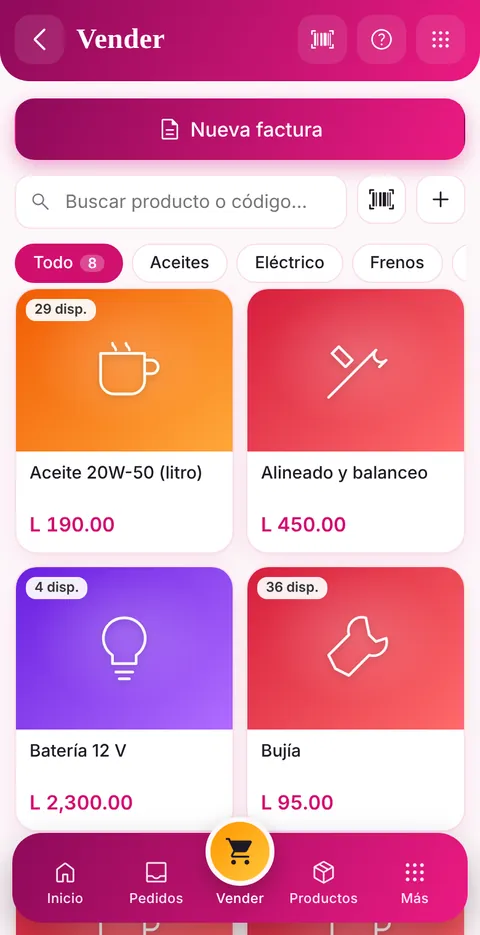 Vender
Nueva factura
Buscar producto o código...
Todo 8
Aceites
Eléctrico
Frenos
29 disp.
Aceite 20W-50 (litro)
L 190.00
Alineado y balanceo
L 450.00
4 disp.
Batería 12 V
L 2,300.00
36 disp.
Bujía
L 95.00
Inicio
Pedidos
Vender
Productos
Más